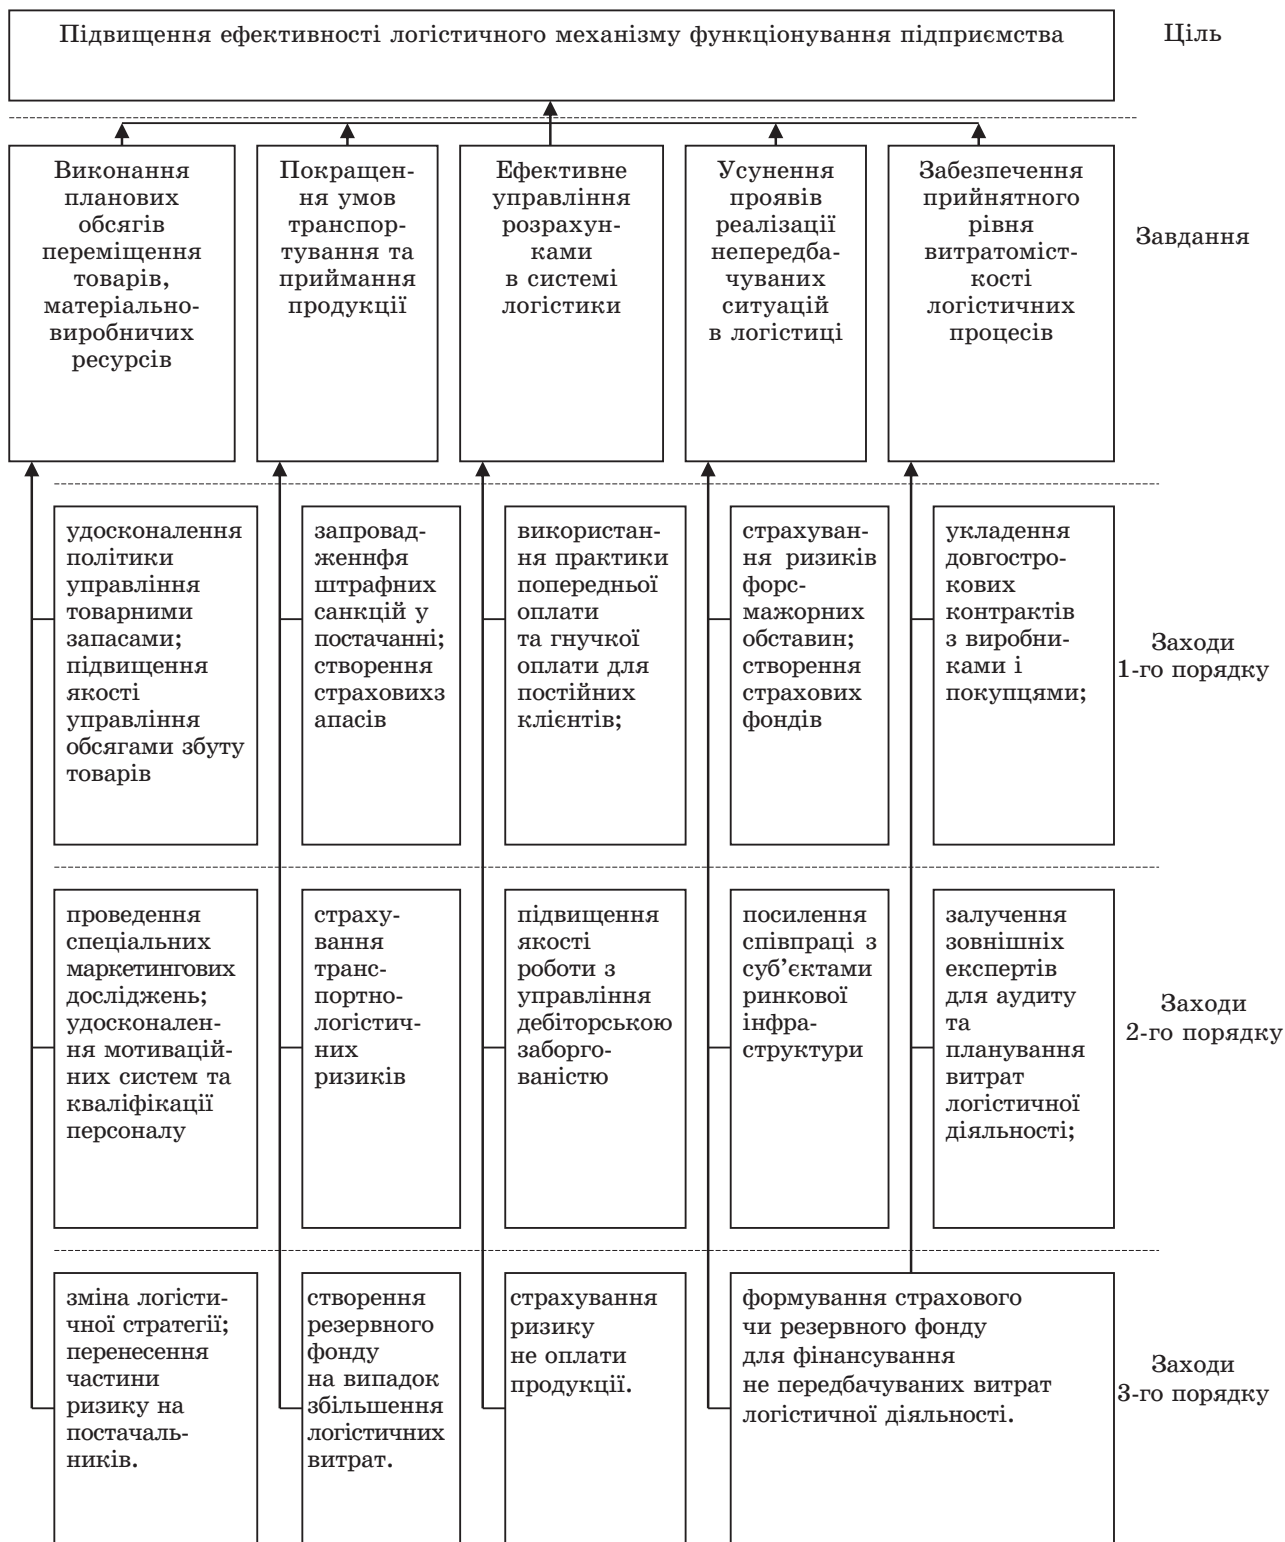 Підвищення ефективності логістичного механізму функціонування підприємства
Ціль
Виконання
планових
обсягів
переміщення
товарів,
матеріально-
виробничих
ресурсів
Покращен-
ня умов
транспор-
тування та
приймання
продукції
Ефективне
управління
розрахун-
ками
в системі
логістики
Усунення
проявів
реалізації
непередба-
чуваних
ситуацій
в логістиці
Забезпечення
прийнятного
рівня
витратоміст-
кості
логістичних
процесів
Завдання
удосконалення
політики
управління
товарними
запасами;
підвищення
якості
управління
обсягами збуту
товарів
запровад-
женнфя
штрафних
санкцій у
постачанні;
створення
страховихз
апасів
використан-
ня практики
попередньої
оплати
та гнучкої
оплати для
постійних
клієнтів;
страхуван-
ня ризиків
форс-
мажорних
обставин;
створення
страхових
фондів
укладення
довгостро-
кових
контрактів
з виробни-
ками і
покупцями;
Заходи
1-го порядку
проведення
спеціальних
маркетингових
досліджень;
удосконален-
ня мотивацій-
них систем та
кваліфікації
персоналу
страху-
вання
транс-
портно-
логістич-
них
ризиків
підвищення
якості
роботи з
управління
дебіторською
заборго-
ваністю
посилення
співпраці з
суб’єктами
ринкової
інфра-
структури
залучення
зовнішніх
експертів
для аудиту
та
планування
витрат
логістичної
діяльності;
Заходи
2-го порядку
зміна логісти-
чної стратегії;
перенесення
частини
ризику на
постачаль-
ників.
створення
резервного
фонду
на випадок
збільшення
логістичних
витрат.
страхування
ризику
не оплати
продукції.
формування страхового
чи резервного фонду
для фінансування
не передбачуваних витрат
логістичної діяльності.
Заходи
3-го порядку